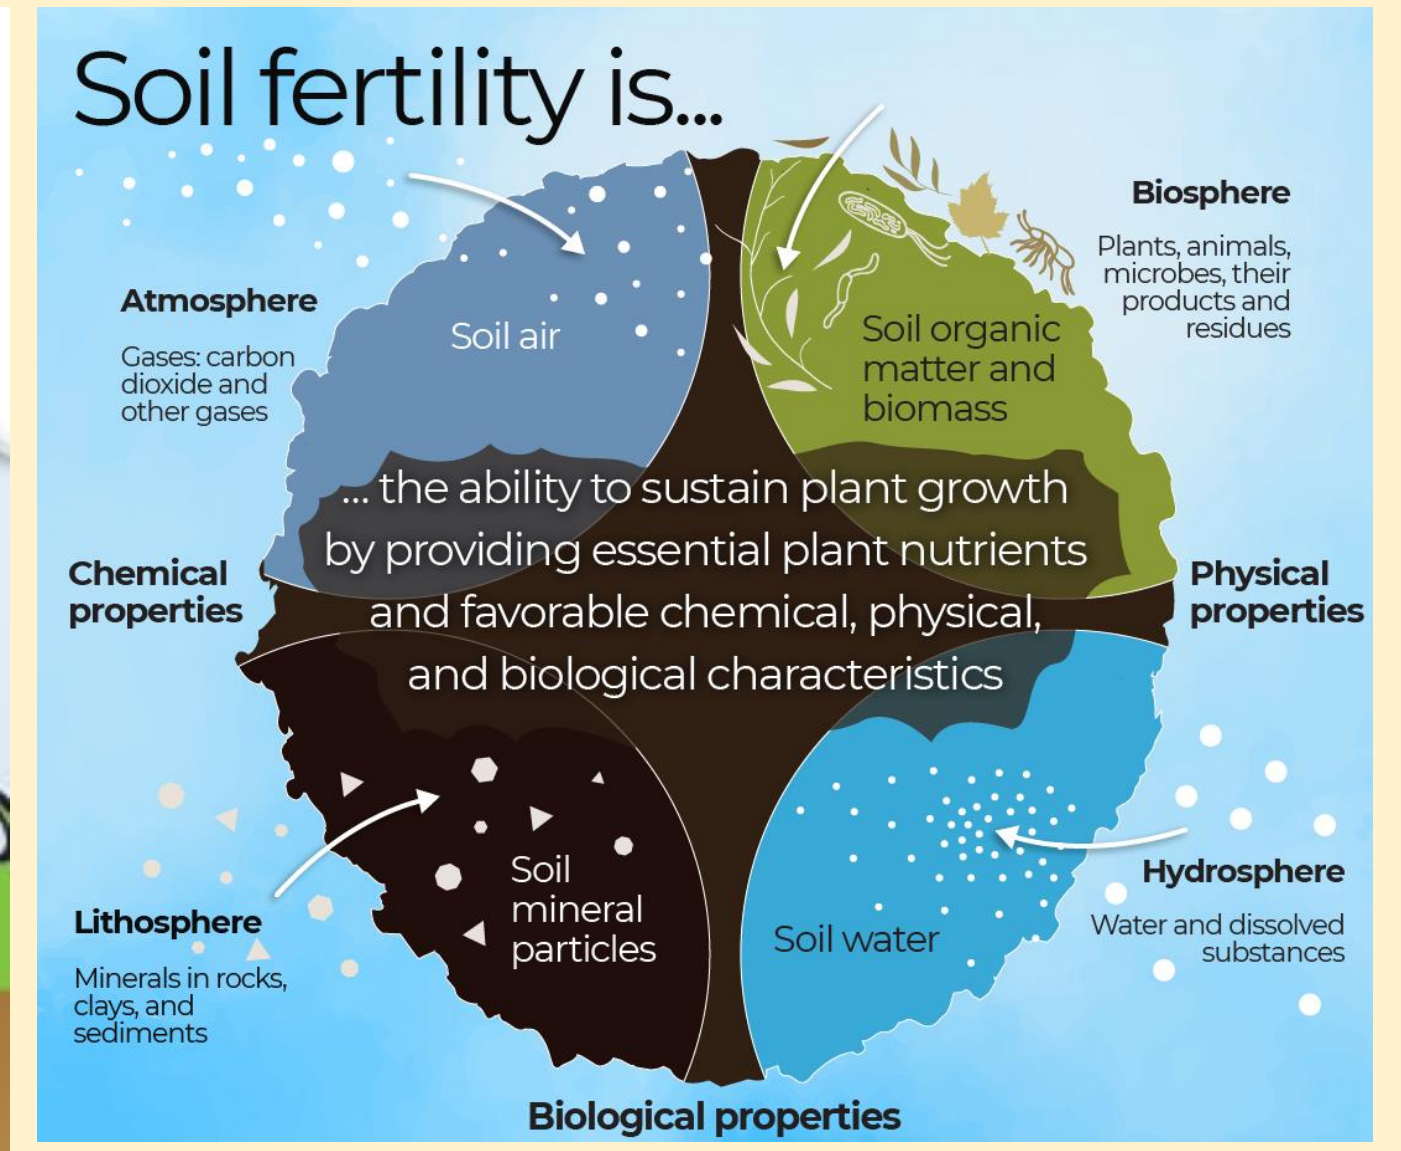 Soil fertility is...
Atmosphere
Gases: carbon
dioxide and
other gases
Soil air
Biosphere
Plants, animals,
microbes, their
products and
residues
Soil organic
matter and
biomass
... the ability to sustain plant growth
by providing essential plant nutrients
and favorable chemical, physical,
and biological characteristics
Chemical
properties
Physical
properties
Lithosphere
Minerals in rocks,
clays, and
sediments
Soil
mineral
particles
Soil water
Hydrosphere
Water and dissolved
substances
Biological properties